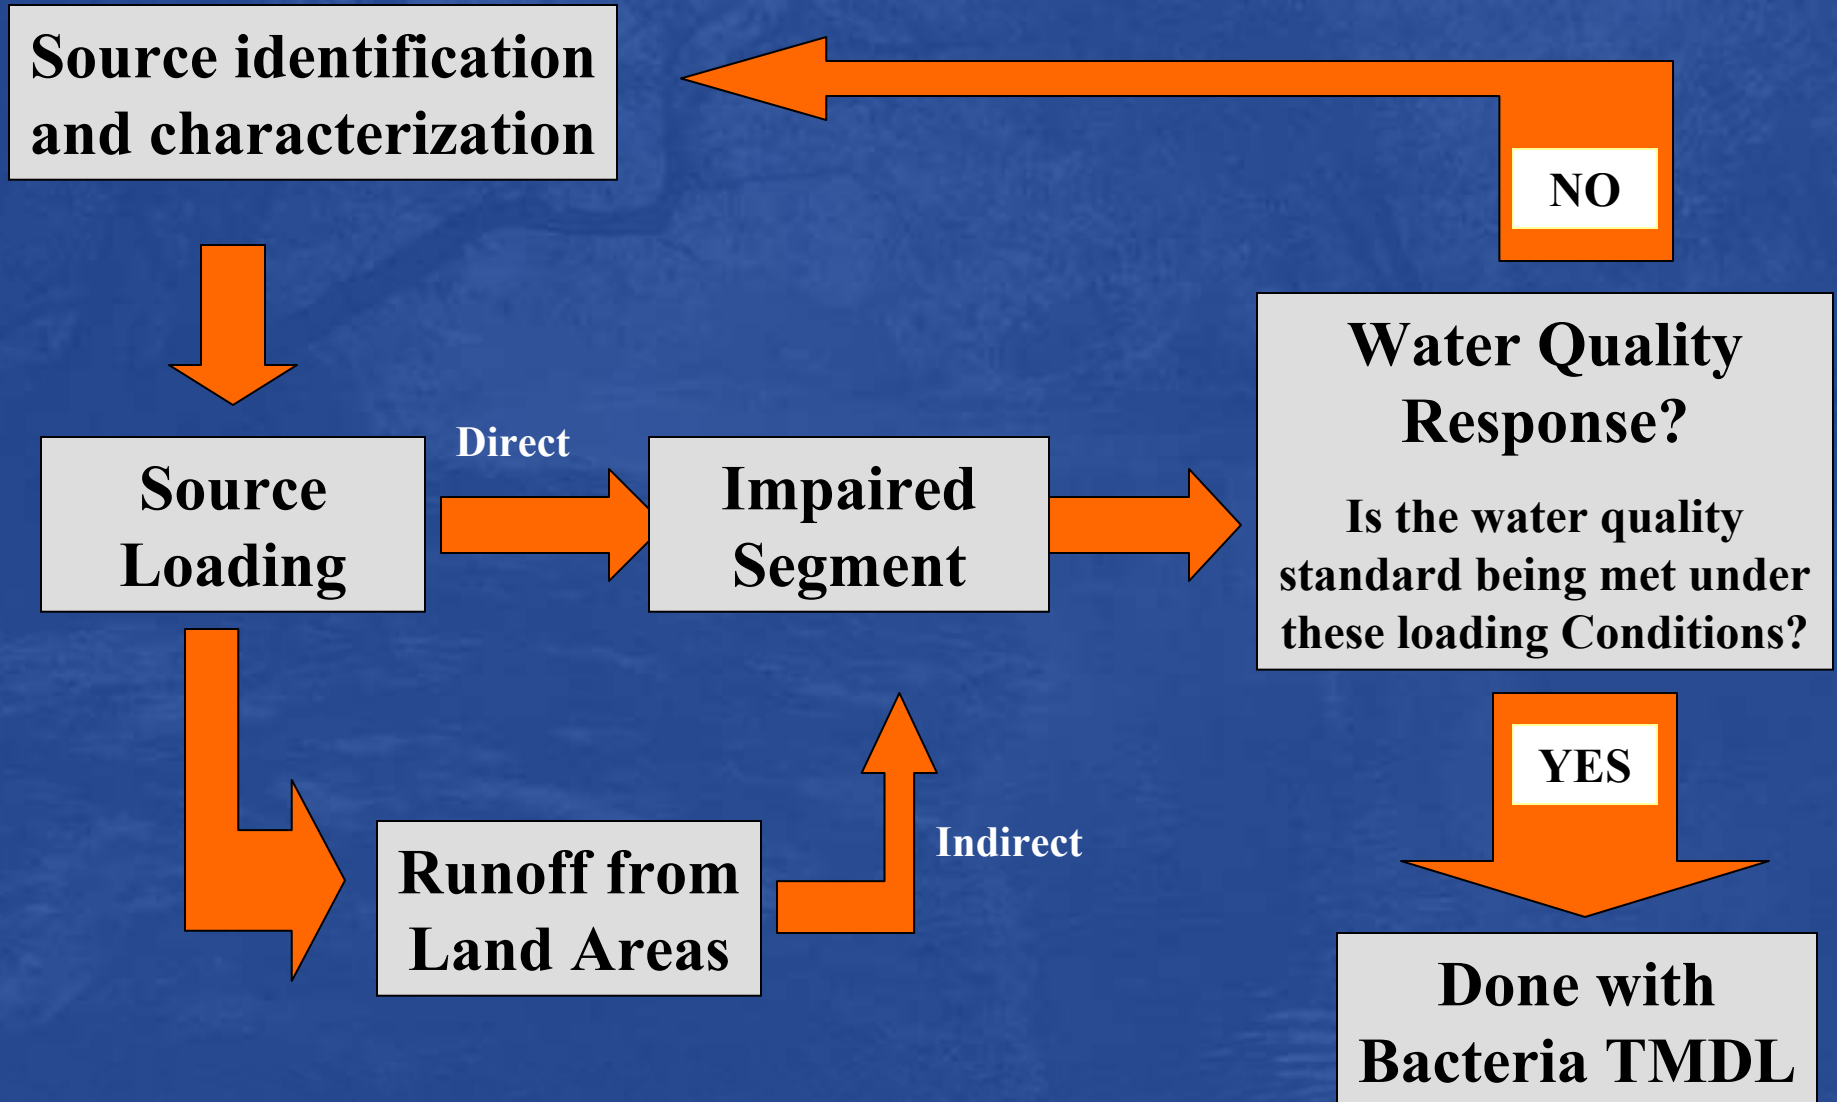 Source identification
and characterization
NO
Water Quality
Response?
Is the water quality
standard being met under
these loading Conditions?
Direct
Source
Loading
Impaired
Segment
YES
Indirect
Runoff from
Land Areas
Done with
Bacteria TMDL